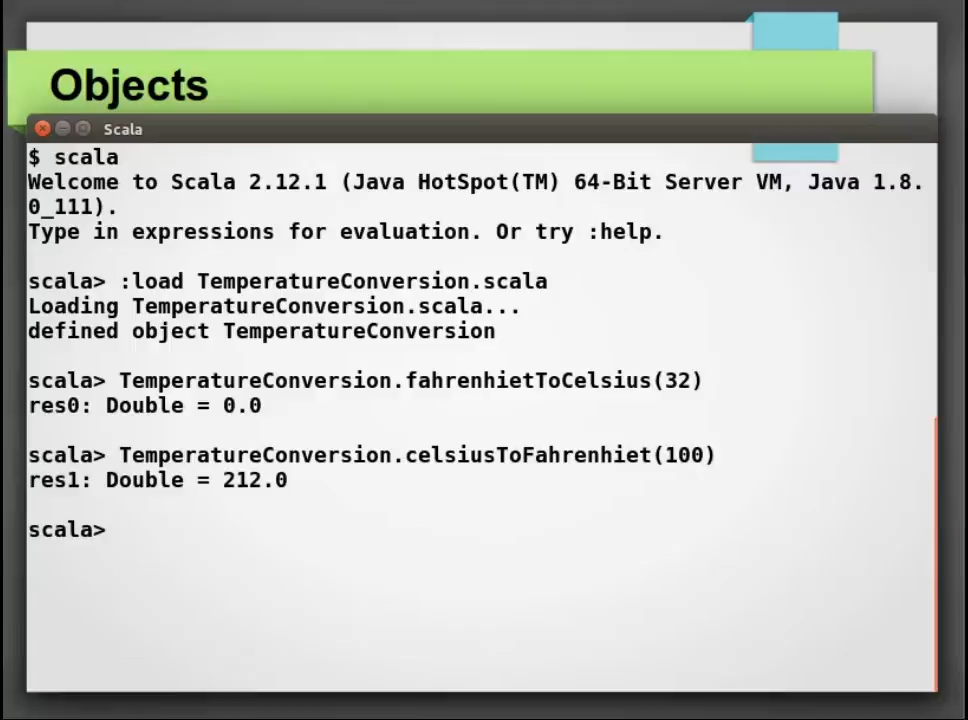 Objects
Scala
$ scala
Welcome to Scala 2.12.1 (Java HotSpot(TM) 64-Bit Server VM, Java 1.8.
0_111).
Type in expressions for evaluation. Or try :help.
scala> :load TemperatureConversion.scala
Loading TemperatureConversion.scala...
defined object TemperatureConversion
scala> TemperatureConversion.fahrenhietToCelsius(32)
res0: Double = 0.0
scala> TemperatureConversion.celsiusToFahrenhiet(100)
res1: Double = 212.0
scala>